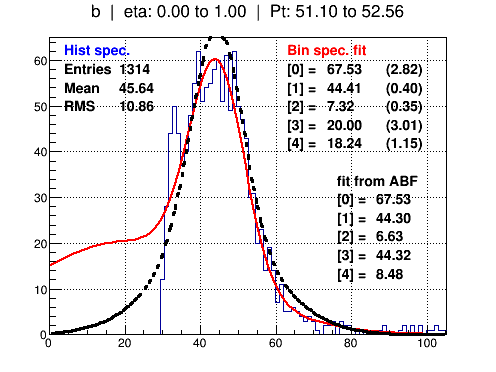 b | eta: 0.00 to 1.00 | Pt: 51.10 to 52.56
Hist spec.
Entries 1314
Mean 45.64
RMS 10.86
Bin spec. fit
[0] = 67.53 (2.82)
[1] = 44.41 (0.40)
[2] = 7.32 (0.35)
[3] = 20.00 (3.01)
[4] = 18.24 (1.15)
fit from ABF
[0] = 67.53
[1] = 44.30
[2] = 6.63
[3] = 44.32
[4] = 8.48
60
50
40
30
20
10
0
0 20 40 60 80 100